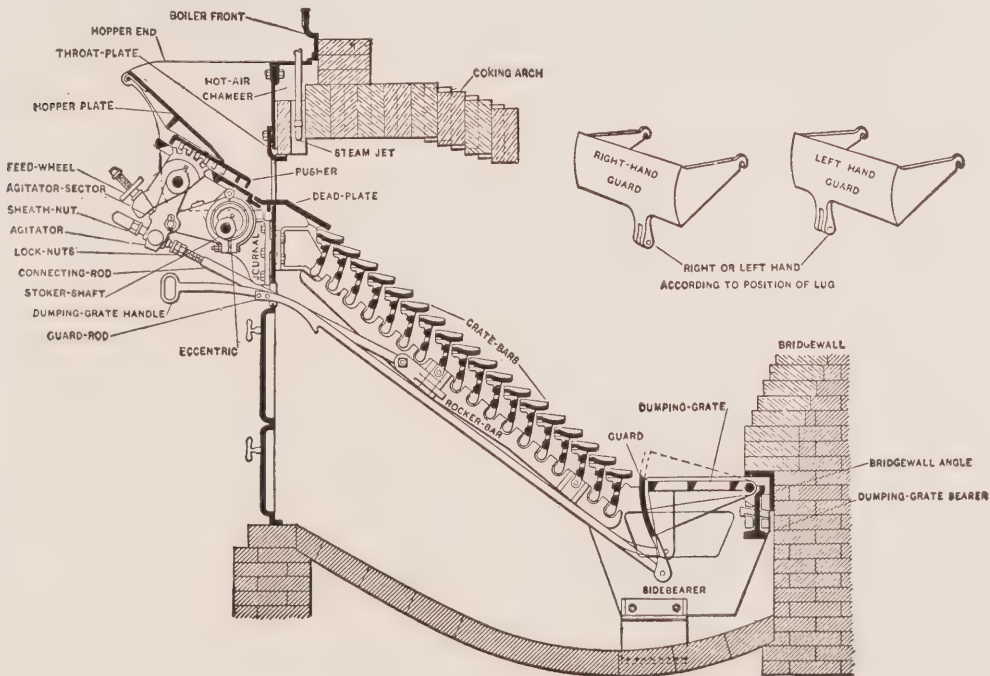 BOILER FRONT
HOPPER END
THROAT-PLATE
HOT-AIR
CHAMBER
COKING ARCH
HOPPER PLATE
STEAM JET
FEED-WHEEL
PUSHER
AGITATOR-SECTOR
DEAD-PLATE
SHEATH-NUT
AGITATOR
LOCK-NUTS
CONNECTING-ROD
STOKER-SHAFT
DUMPING-GRATE HANDLE
GUARD-ROD
JOURNAL
ECCENTRIC
GRATE-BARS
ROCKER-BAR
RIGHT-HAND
GUARD
LEFT HAND
GUARD
RIGHT OR LEFT HAND
ACCORDING TO POSITION OF LUG
BRIDGEWALL
DUMPING-GRATE
GUARD
BRIDGEWALL ANGLE
DUMPING-GRATE BEARER
SIDEBEARER